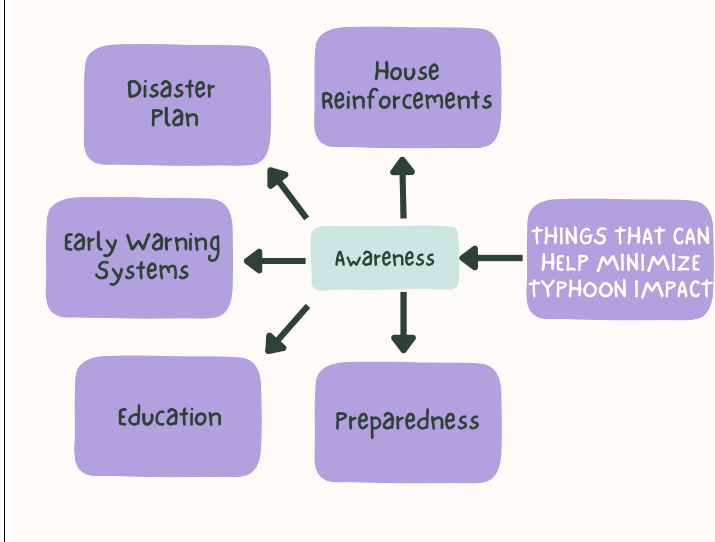 Disaster
Plan
House
Reinforcements
Early Warning
Systems
Awareness
THINGS THAT CAN
HELP MINIMIZE
TYPHOON IMPACT
Education
Preparedness